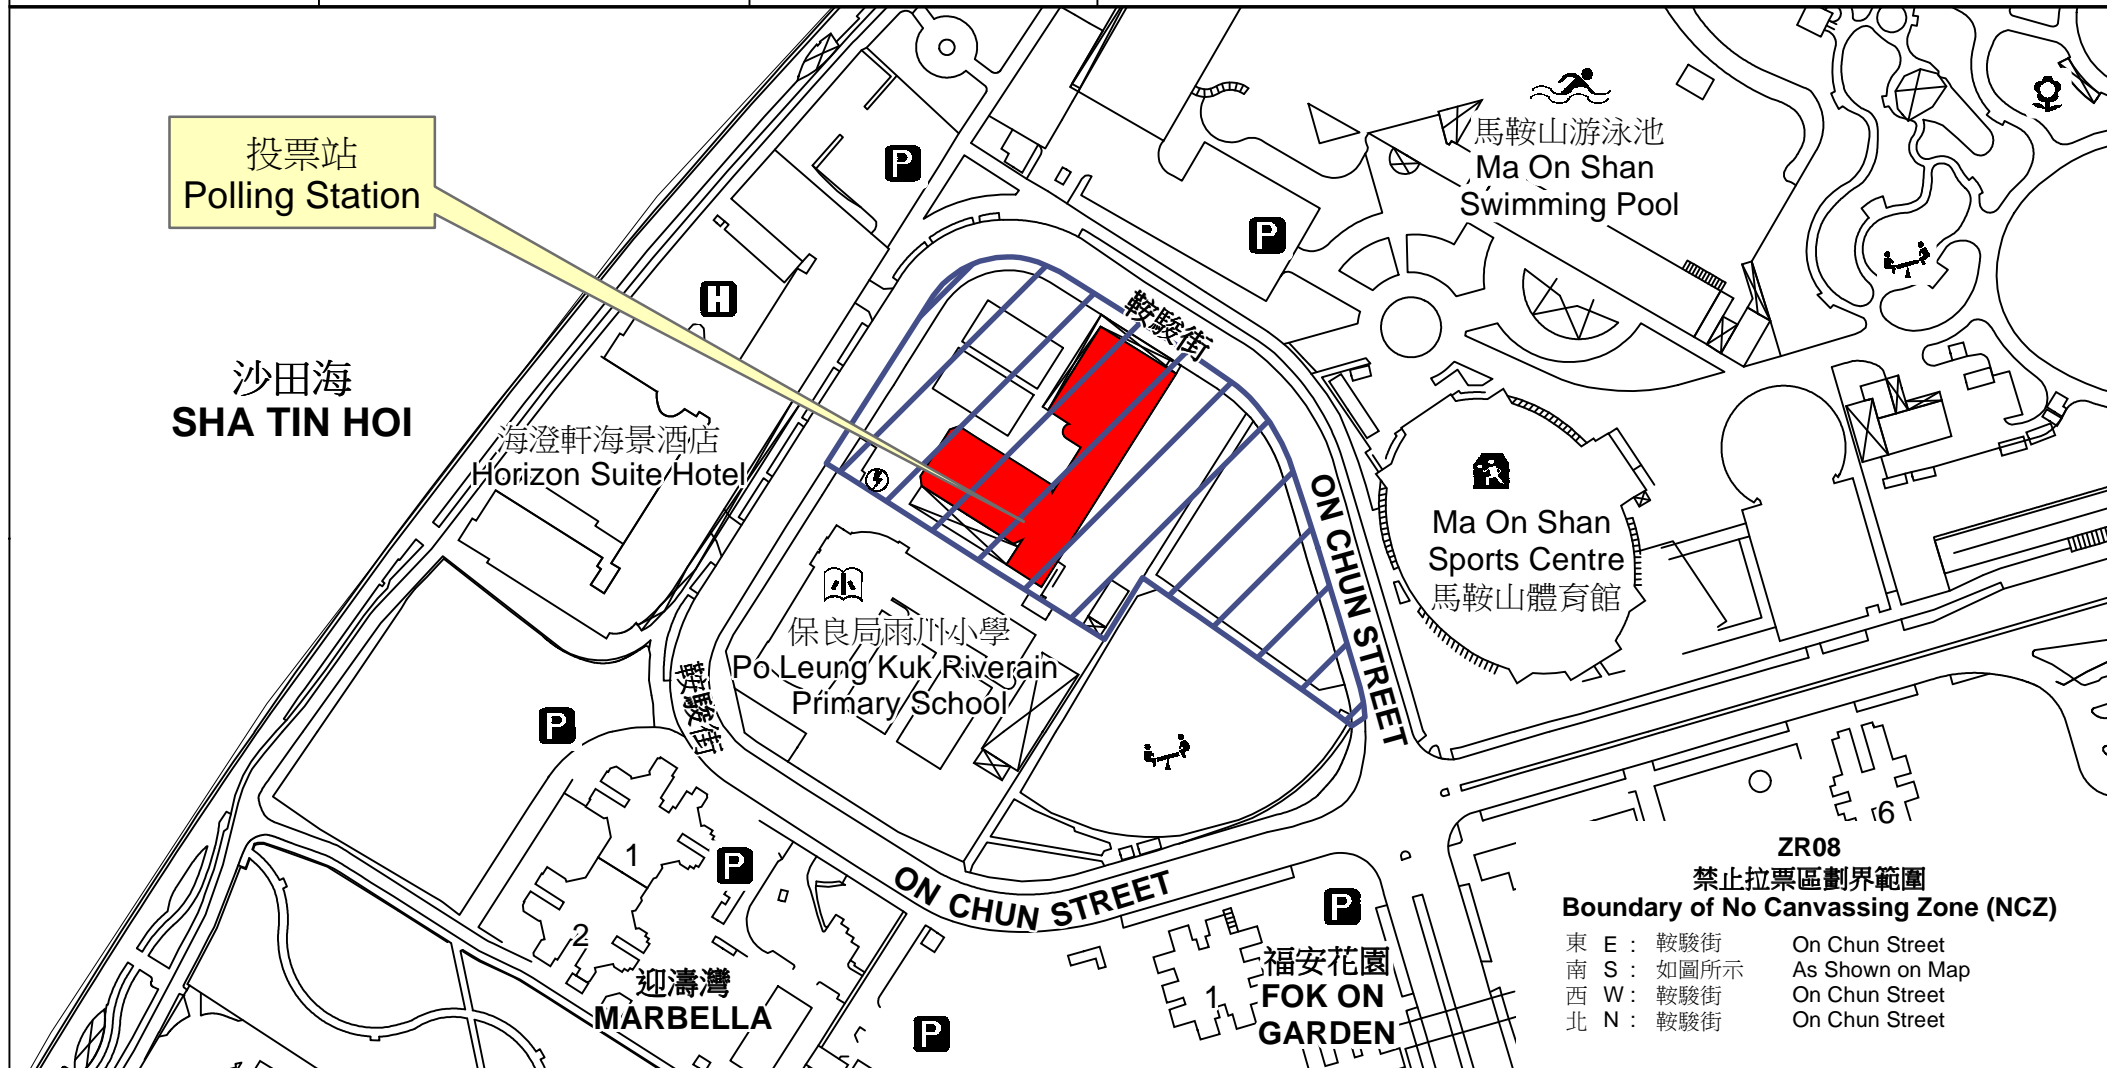 投票站
Polling Station
馬鞍山游泳池
Ma On Shan
Swimming Pool
P
P
H
鞍駿街
沙田海
SHA TIN HOI
海澄軒海景酒店
Horizon Suite Hotel
ON CHUN STREET
Ma On Shan
Sports Centre
馬鞍山體育館
保良局雨川小學
Po Leung Kuk Riverain
Primary School
鞍駿街
P
1
2
P
ON CHUN STREET
迎濤灣
MARBELLA
P
P
福安花園
FOK ON
GARDEN
1
6
ZR08
禁止拉票區劃界範圍
Boundary of No Canvassing Zone (NCZ)
東 E : 鞍駿街 On Chun Street
南 S : 如圖所示 As Shown on Map
西 W : 鞍駿街 On Chun Street
北 N : 鞍駿街 On Chun Street